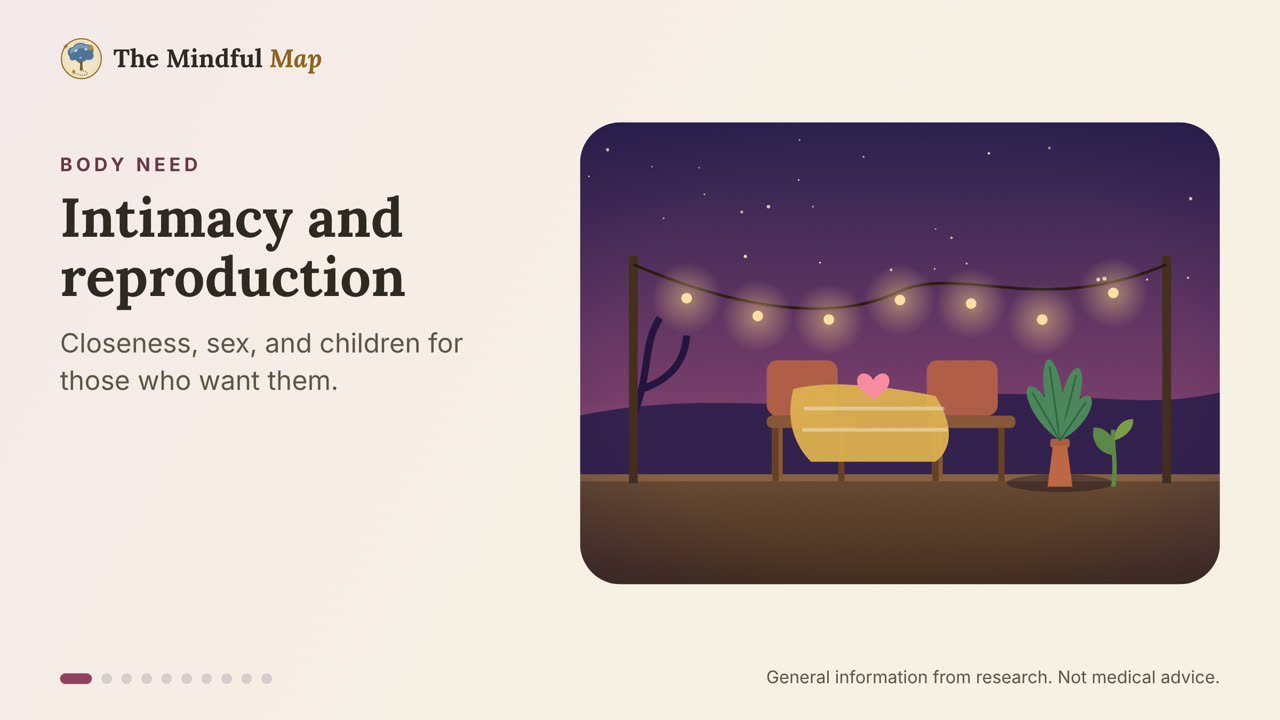 The Mindful Map
BODY NEED
Intimacy and
reproduction
Closeness, sex, and children for
those who want them.
General information from research. Not medical advice.